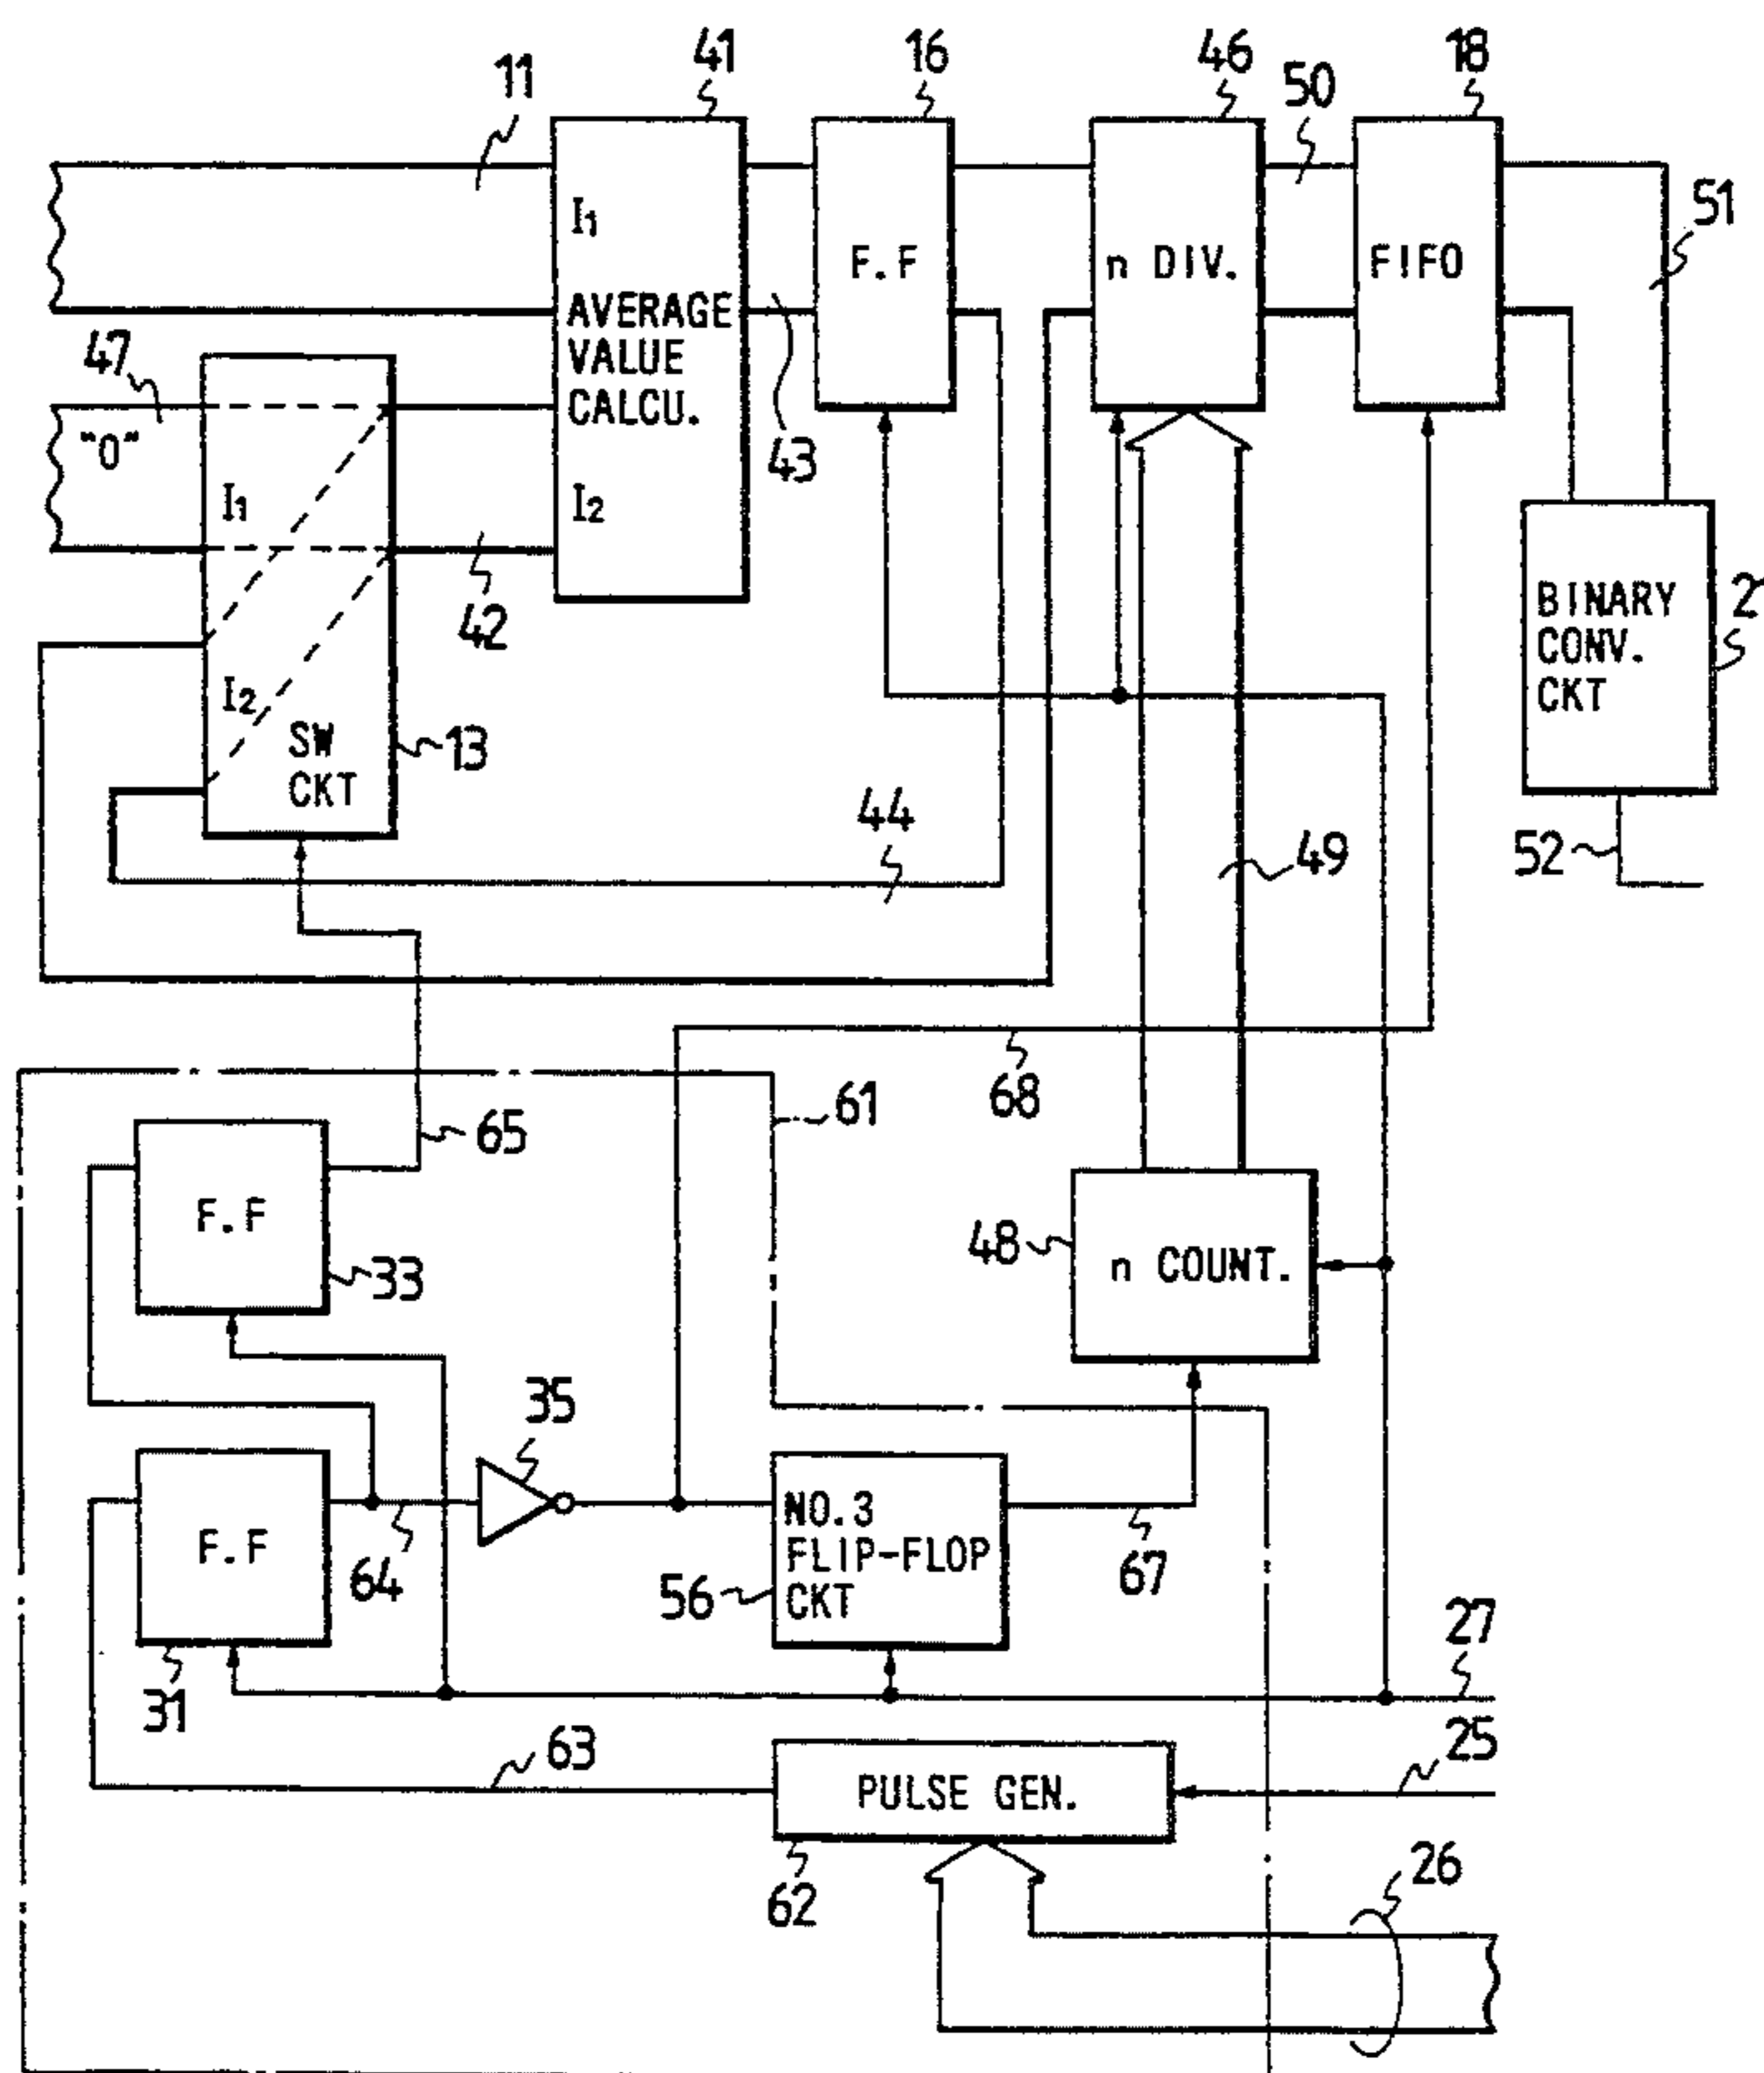 11
41
16
46
50
18
51
I1
AVERAGE
VALUE
CALCU.
I2
F.F
n DIV.
FIFO
47
"0"
I1
I2
SW
CKT
13
42
43
BINARY
CONV.
CKT
2
44
49
52
68
61
65
F.F
33
48
n COUNT.
35
F.F
64
NO.3
FLIP-FLOP
CKT
56
67
27
31
25
63
PULSE GEN.
62
26